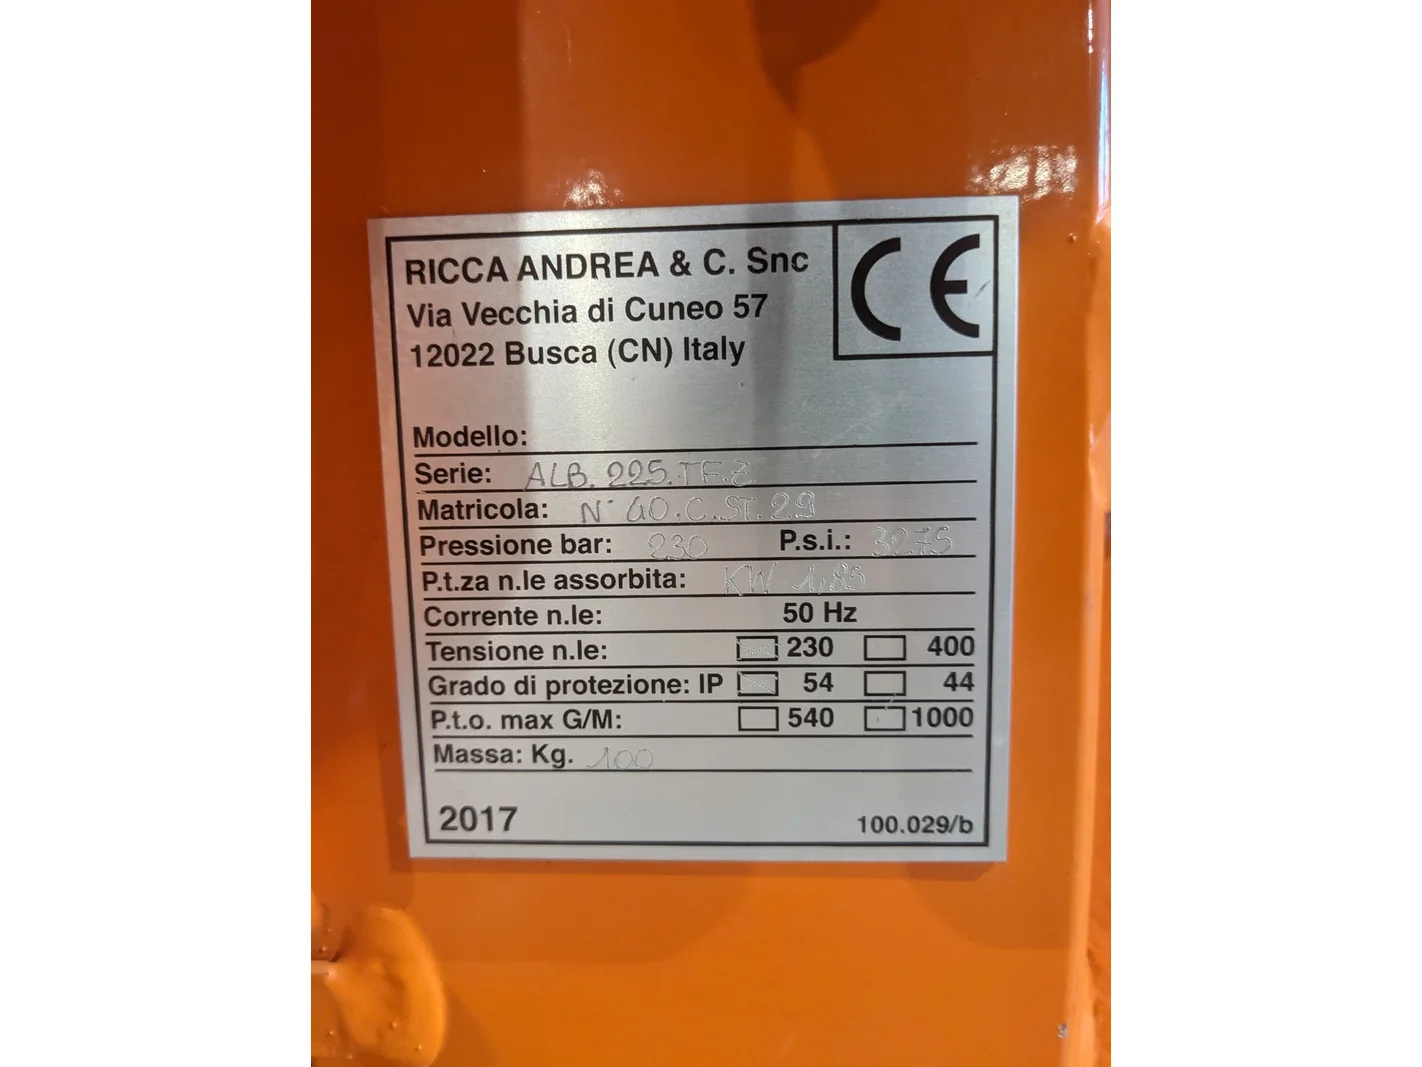 RICCA ANDREA & C. Snc
CE
Via Vecchia di Cuneo 57
12022 Busca (CN) Italy
Modello:
Serie: ALB. 225.TF.Z
Matricola: N° 40.C.ST.29
Pressione bar: 230 P.s.i.: 3275
P.t.za n.le assorbita: KW 1,85
Corrente n.le: 50 Hz
Tensione n.le: 230 400
Grado di protezione: IP 54 44
P.t.o. max G/M: 540 1000
Massa: Kg. 100
2017 100.029/b